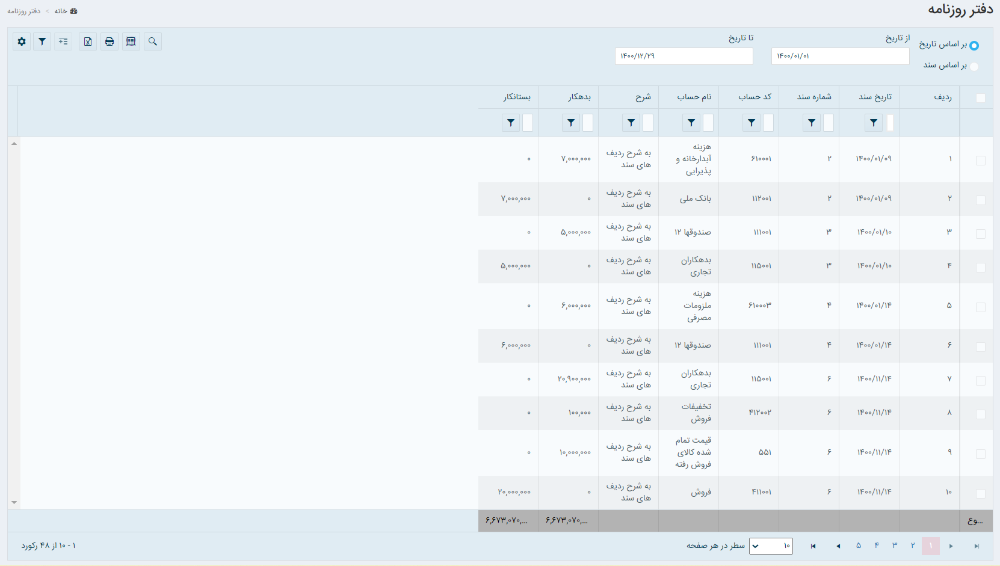 دفتر روزنامه
خانه > دفتر روزنامه
بر اساس تاریخ
بر اساس سند
از تاریخ
۱۴۰۰/۰۱/۰۱
تا تاریخ
۱۴۰۰/۱۲/۲۹
ردیف تاریخ سند شماره سند کد حساب نام حساب شرح بدهکار بستانکار
۱ ۱۴۰۰/۰۱/۰۹ ۲ ۶۱۰۰۰۱ هزینه آبدارخانه و پذیرایی به شرح ردیف های سند ۷,۰۰۰,۰۰۰ ۰
۲ ۱۴۰۰/۰۱/۰۹ ۲ ۱۱۲۰۰۱ بانک ملی به شرح ردیف های سند ۰ ۷,۰۰۰,۰۰۰
۳ ۱۴۰۰/۰۱/۱۰ ۳ ۱۱۱۰۰۱ صندوقها ۱۲ به شرح ردیف های سند ۵,۰۰۰,۰۰۰ ۰
۴ ۱۴۰۰/۰۱/۱۰ ۳ ۱۱۵۰۰۱ بدهکاران تجاری به شرح ردیف های سند ۰ ۵,۰۰۰,۰۰۰
۵ ۱۴۰۰/۰۱/۱۴ ۴ ۶۱۰۰۰۳ هزینه ملزومات مصرفی به شرح ردیف های سند ۶,۰۰۰,۰۰۰ ۰
۶ ۱۴۰۰/۰۱/۱۴ ۴ ۱۱۱۰۰۱ صندوقها ۱۲ به شرح ردیف های سند ۰ ۶,۰۰۰,۰۰۰
۷ ۱۴۰۰/۱۱/۱۴ ۶ ۱۱۵۰۰۱ بدهکاران تجاری به شرح ردیف های سند ۲۰,۹۰۰,۰۰۰ ۰
۸ ۱۴۰۰/۱۱/۱۴ ۶ ۴۱۲۰۰۲ تخفیفات فروش به شرح ردیف های سند ۱۰۰,۰۰۰ ۰
۹ ۱۴۰۰/۱۱/۱۴ ۶ ۵۵۱ قیمت تمام شده کالای فروش رفته به شرح ردیف های سند ۱۰,۰۰۰,۰۰۰ ۰
۱۰ ۱۴۰۰/۱۱/۱۴ ۶ ۴۱۱۰۰۱ فروش به شرح ردیف های سند ۰ ۲۰,۰۰۰,۰۰۰
وع... ۶,۶۷۳,۰۷۰,... ۶,۶۷۳,۰۷۰,...
۱ ۲ ۳ ۴ ۵ ۱۰ سطر در هر صفحه
۱ - ۱۰ از ۴۸ رکورد